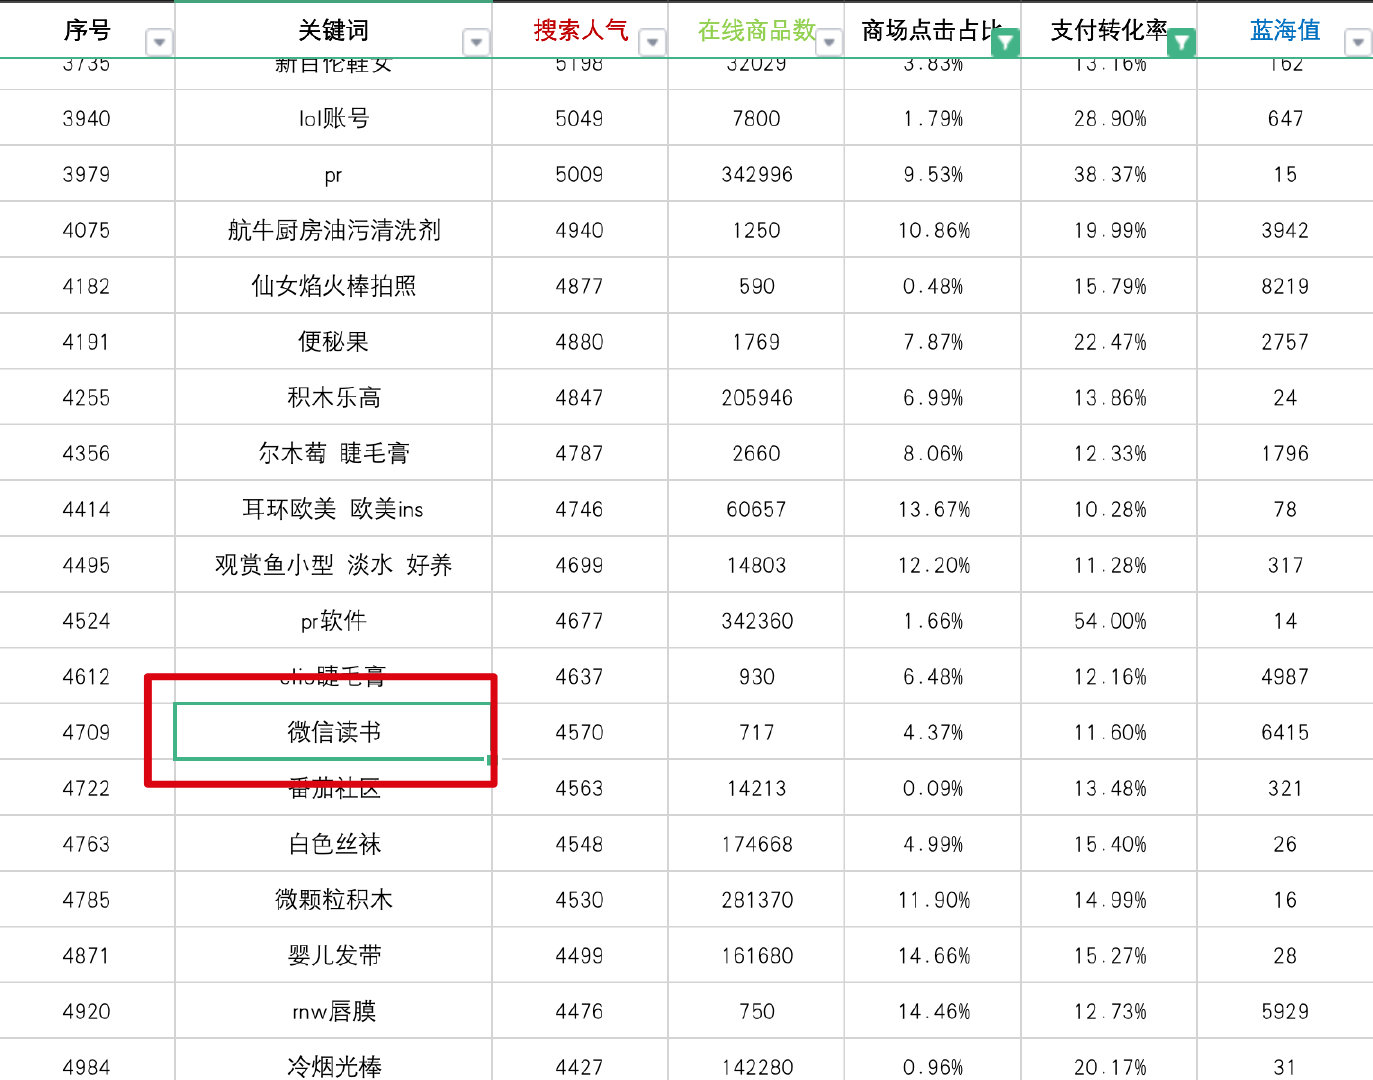 序号 关键词 搜索人气 在线商品数 商场点击占比 支付转化率 蓝海值
3735 新百伦鞋女 5198 32029 3.83% 13.16% 162
3940 lol账号 5049 7800 1.79% 28.90% 647
3979 pr 5009 342996 9.53% 38.37% 15
4075 航牛厨房油污清洗剂 4940 1250 10.86% 19.99% 3942
4182 仙女焰火棒拍照 4877 590 0.48% 15.79% 8219
4191 便秘果 4880 1769 7.87% 22.47% 2757
4255 积木乐高 4847 205946 6.99% 13.86% 24
4356 尔木萄 睫毛膏 4787 2660 8.06% 12.33% 1796
4414 耳环欧美 欧美ins 4746 60657 13.67% 10.28% 78
4495 观赏鱼小型 淡水 好养 4699 14803 12.20% 11.28% 317
4524 pr软件 4677 342360 1.66% 54.00% 14
4612 clio睫毛膏 4637 930 6.48% 12.16% 4987
4709 微信读书 4570 717 4.37% 11.60% 6415
4722 番茄社区 4563 14213 0.09% 13.48% 321
4763 白色丝袜 4548 174668 4.99% 15.40% 26
4785 微颗粒积木 4530 281370 11.90% 14.99% 16
4871 婴儿发带 4499 161680 14.66% 15.27% 28
4920 rnw唇膜 4476 750 14.46% 12.73% 5929
4984 冷烟光棒 4427 142280 0.96% 20.17% 31